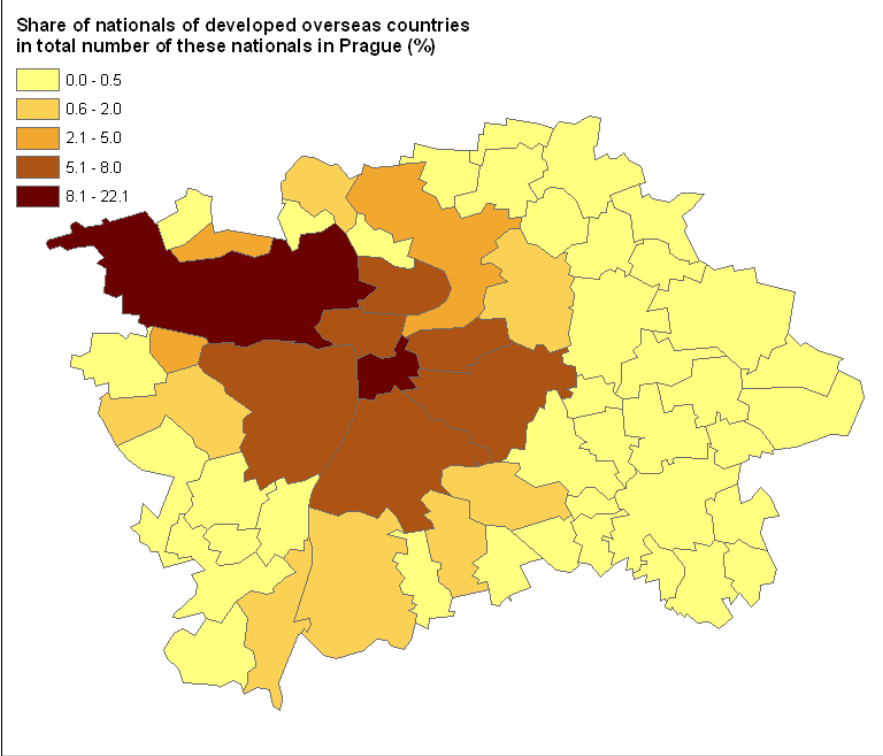 Share of nationals of developed overseas countries
in total number of these nationals in Prague (%)
0.0 - 0.5
0.6 - 2.0
2.1 - 5.0
5.1 - 8.0
8.1 - 22.1